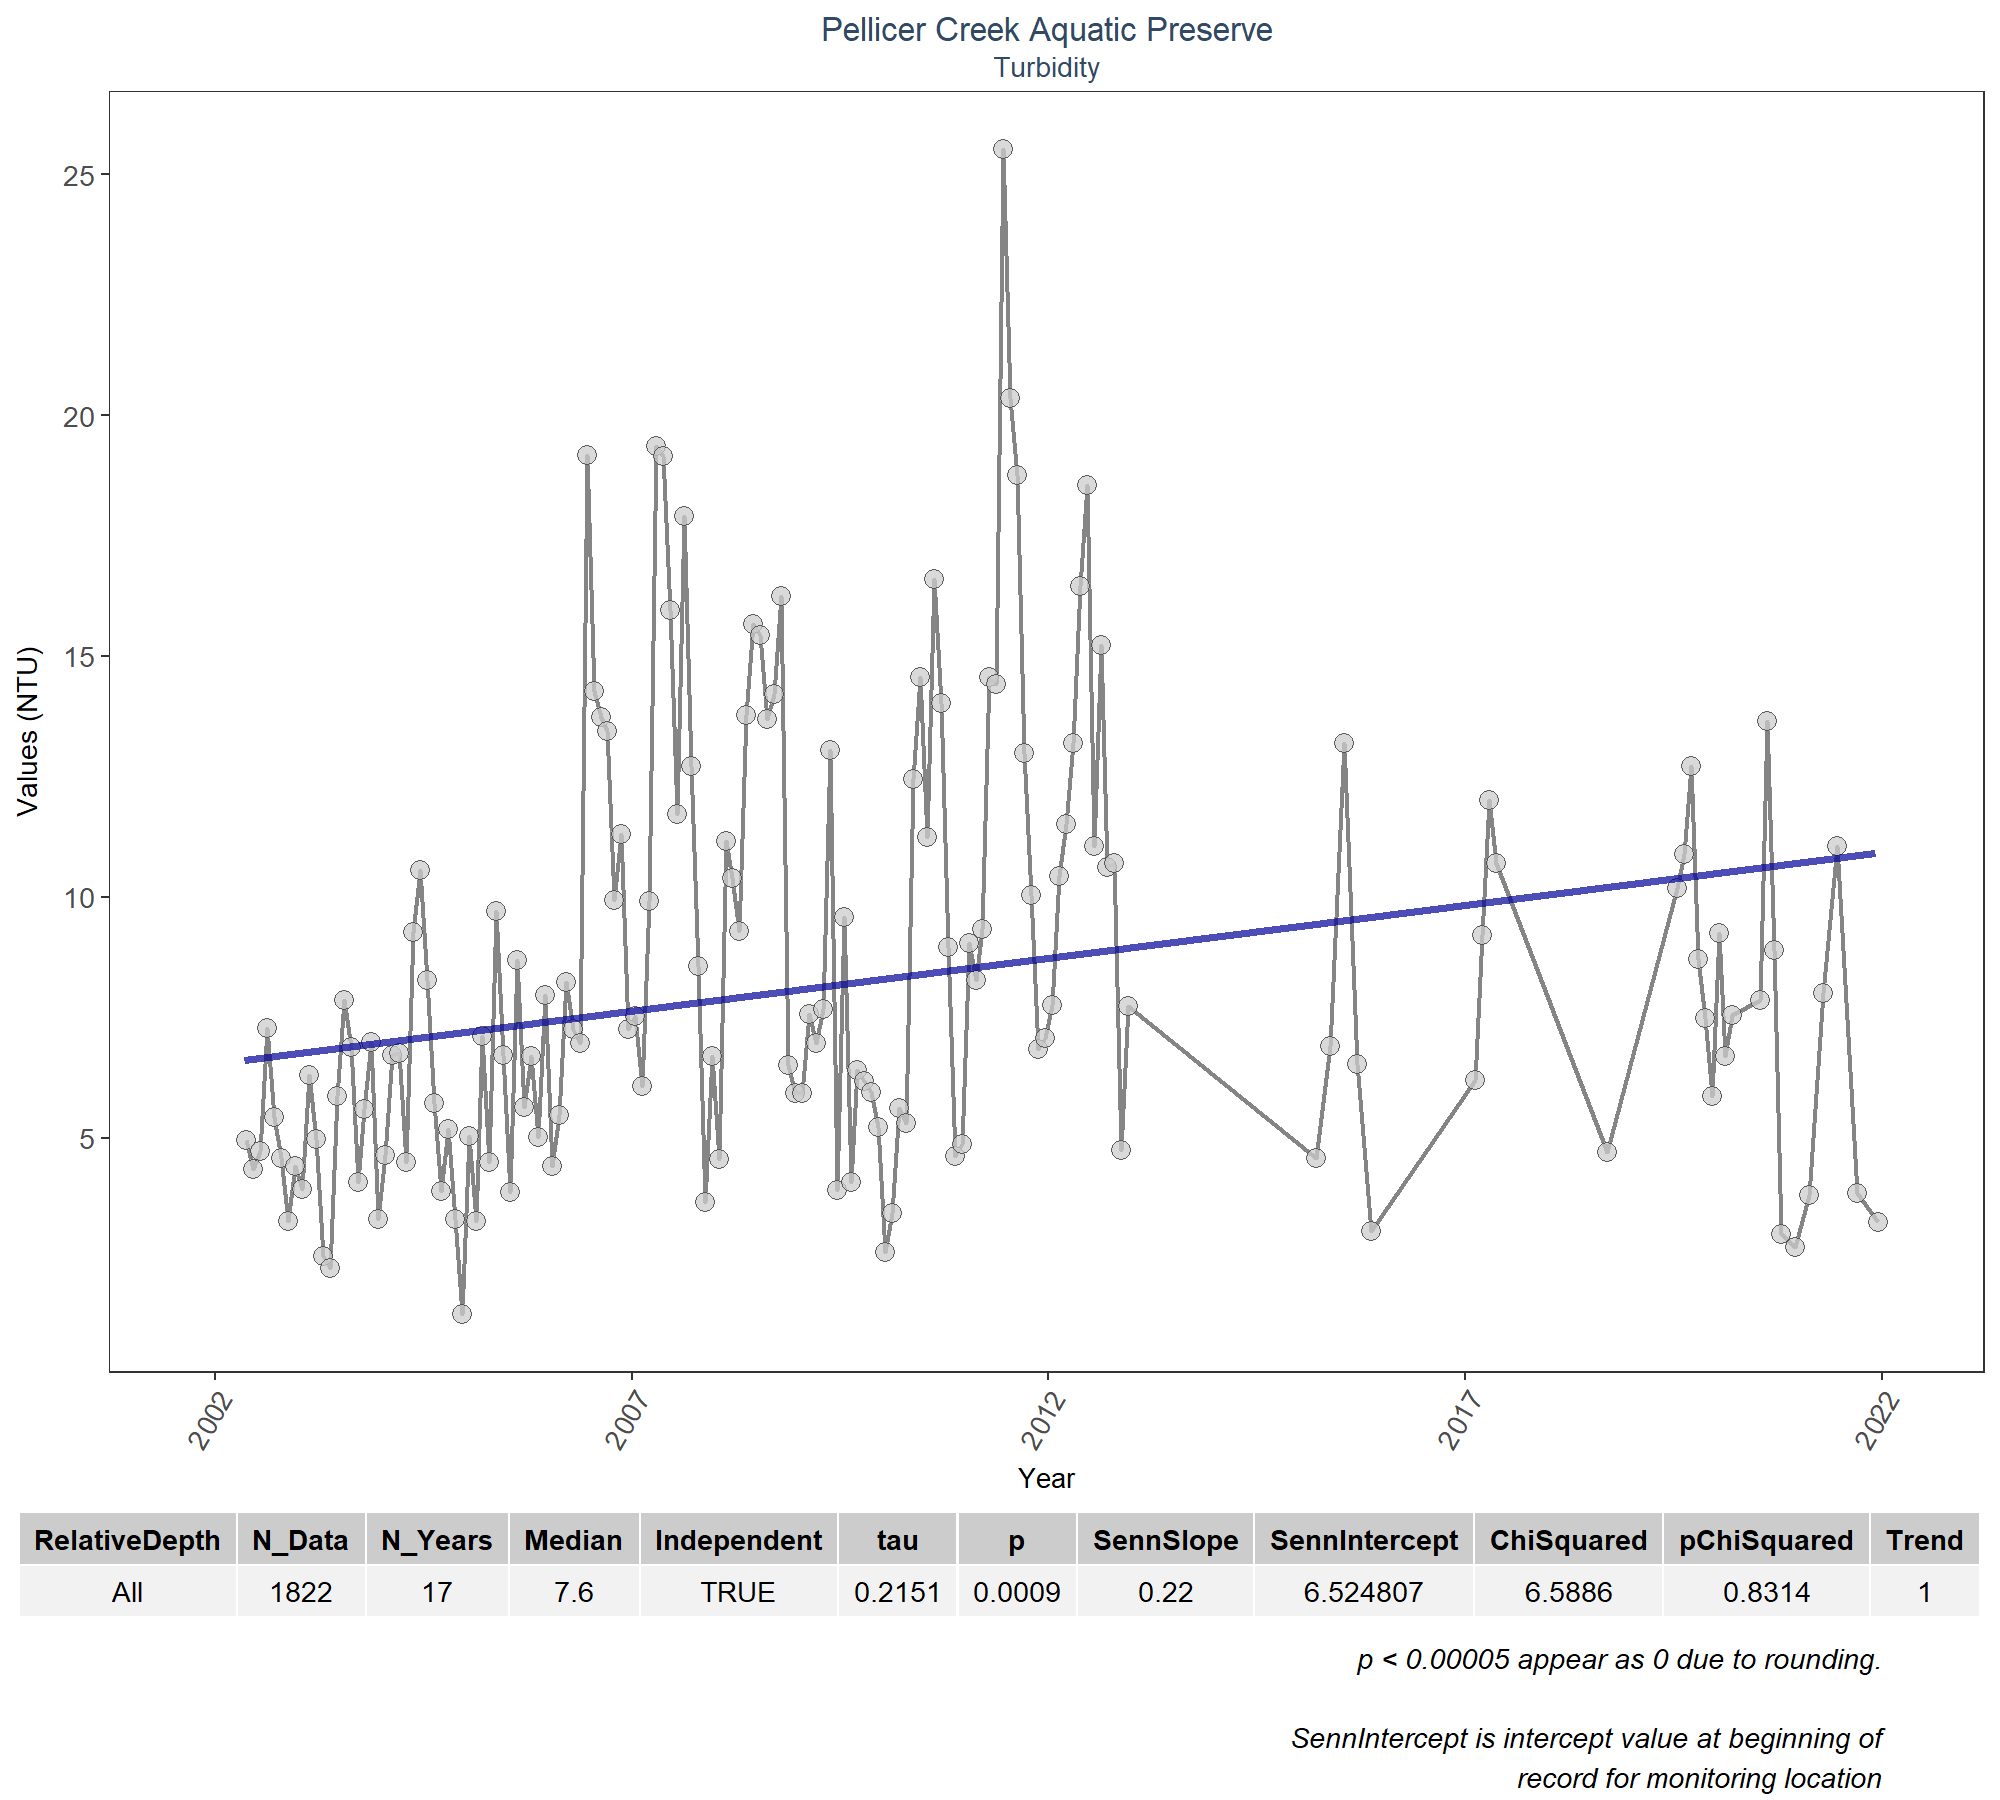 Pellicer Creek Aquatic Preserve
Turbidity
25
20
15
10
5
Values (NTU)
2002
2007
2012
2017
2022
Year
RelativeDepth N_Data N_Years Median Independent tau p SennSlope SennIntercept ChiSquared pChiSquared Trend
All 1822 17 7.6 TRUE 0.2151 0.0009 0.22 6.524807 6.5886 0.8314 1
p < 0.00005 appear as 0 due to rounding.
SennIntercept is intercept value at beginning of
record for monitoring location